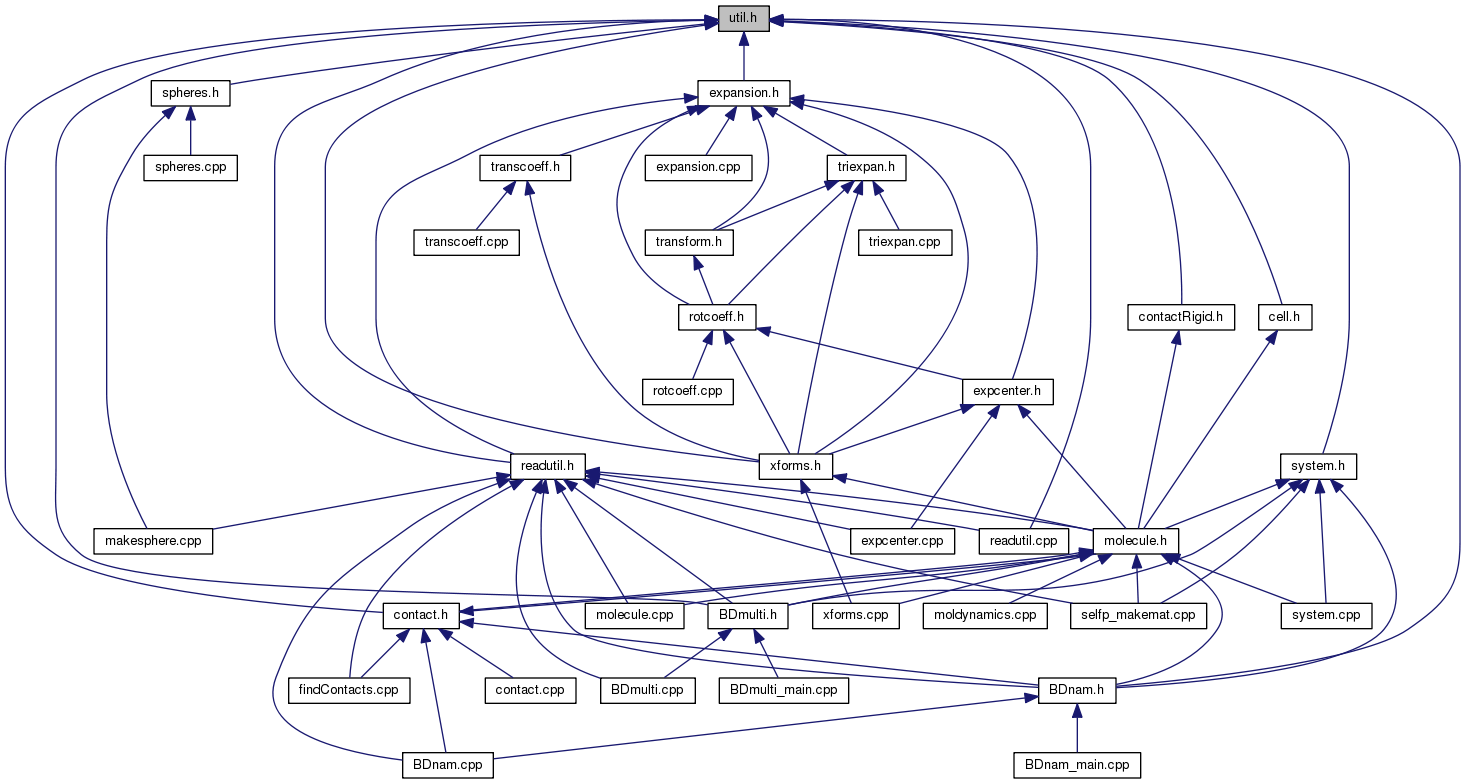 util.h
spheres.h
expansion.h
spheres.cpp
transcoeff.h
expansion.cpp
triexpan.h
transcoeff.cpp
transform.h
triexpan.cpp
rotcoeff.h
contactRigid.h
cell.h
rotcoeff.cpp
expcenter.h
readutil.h
xforms.h
system.h
makesphere.cpp
expcenter.cpp
readutil.cpp
molecule.h
contact.h
molecule.cpp
BDmulti.h
xforms.cpp
moldynamics.cpp
selfp_makemat.cpp
system.cpp
findContacts.cpp
contact.cpp
BDmulti.cpp
BDmulti_main.cpp
BDnam.h
BDnam.cpp
BDnam_main.cpp